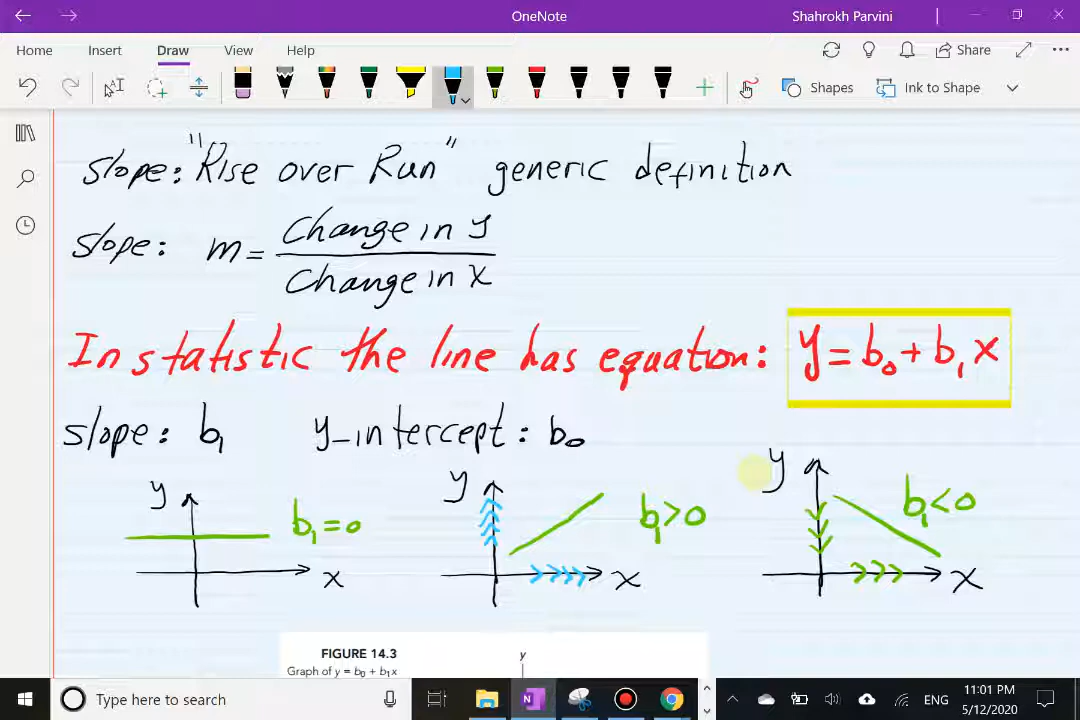 OneNote
Shahrokh Parvini
Home Insert Draw View Help
Share
Shapes Ink to Shape
slope: "Rise over Run" generic definition
slope: m = Change in y
Change in x
In statistic the line has equation: y = b₀ + b₁ x
slope: b₁ y-intercept: b₀
y b₁ = 0 x
y b₁ > 0 x
y b₁ < 0 x
FIGURE 14.3 y
Graph of y = b₀ + b₁x
Type here to search
ENG 11:01 PM
5/12/2020